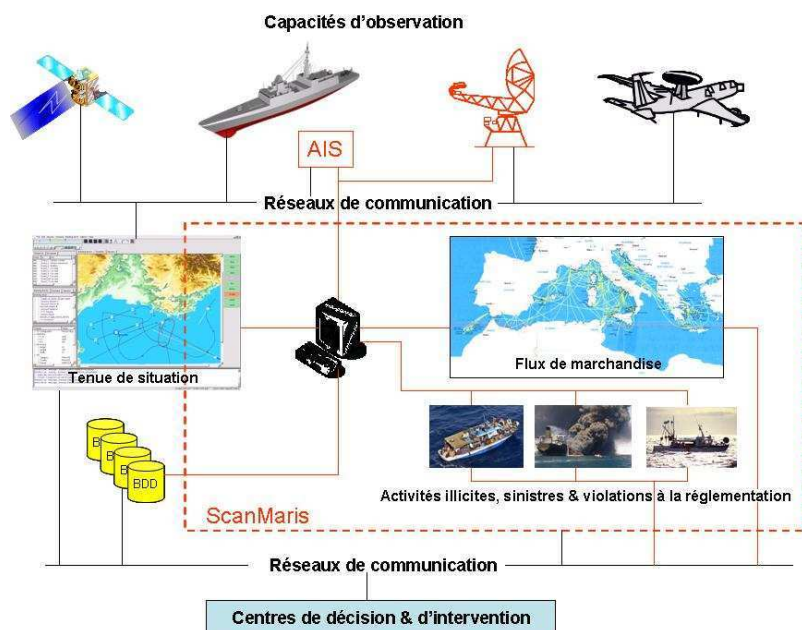 Capacités d'observation
AIS
Réseaux de communication
Tenue de situation
Flux de marchandise
BDD
Activités illicites, sinistres & violations à la réglementation
ScanMaris
Réseaux de communication
Centres de décision & d'intervention